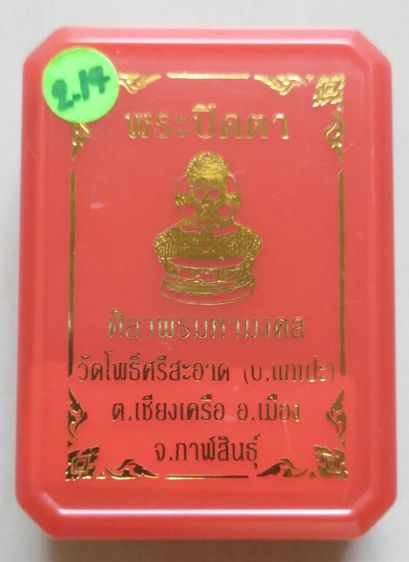 2.14
พระปิดตา
ศิลาพรมหามงคล
วัดโพธิ์ศรีสะอาด (บ.แกเปะ)
ต.เชียงเครือ อ.เมือง
จ.กาฬสินธุ์